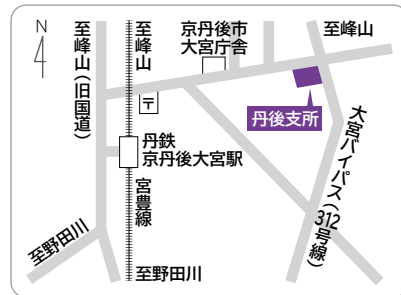 N
4
至峰山(旧国道)
至峰山
京丹後市
大宮庁舎
至峰山
〒
丹後支所
丹鉄
京丹後大宮駅
宮豊線
大宮バイパス(312号線)
至野田川
至野田川